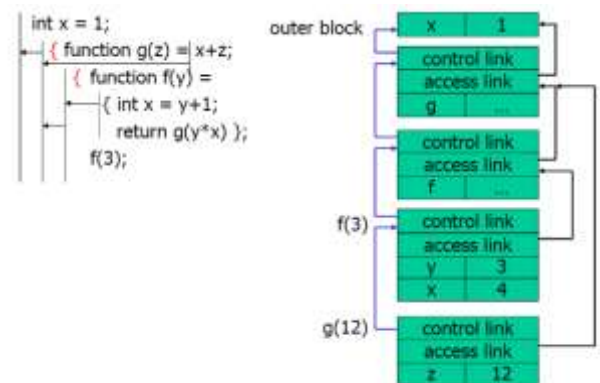 int x = 1;
{ function g(z) = x+z;
{ function f(y) =
{ int x = y+1;
return g(y*x) };
f(3);
outer block
x 1
control link
access link
g ...
control link
access link
f ...
f(3)
control link
access link
y 3
x 4
g(12)
control link
access link
z 12